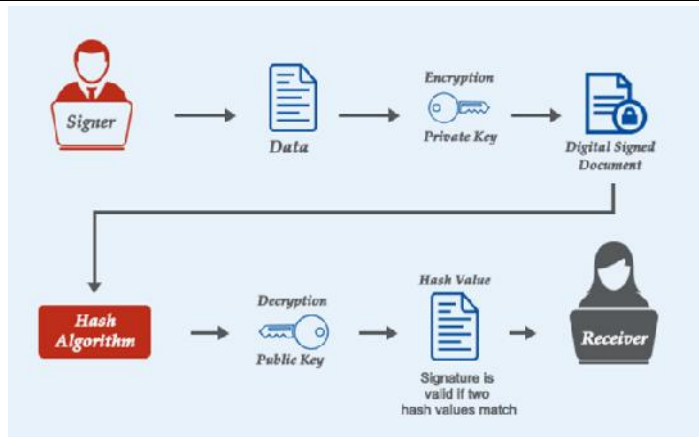 Signer
Data
Encryption
Private Key
Digital Signed
Document
Hash
Algorithm
Decryption
Public Key
Hash Value
Signature is
valid if two
hash values match
Receiver